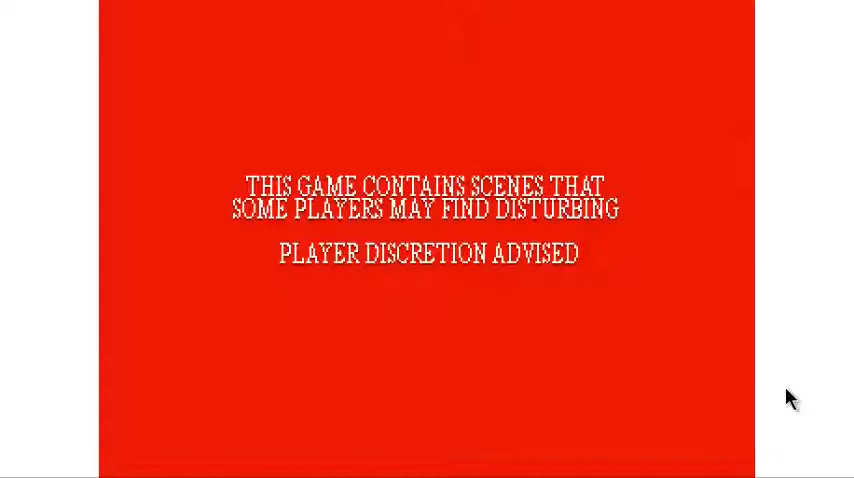 THIS GAME CONTAINS SCENES THAT
SOME PLAYERS MAY FIND DISTURBING
PLAYER DISCRETION ADVISED